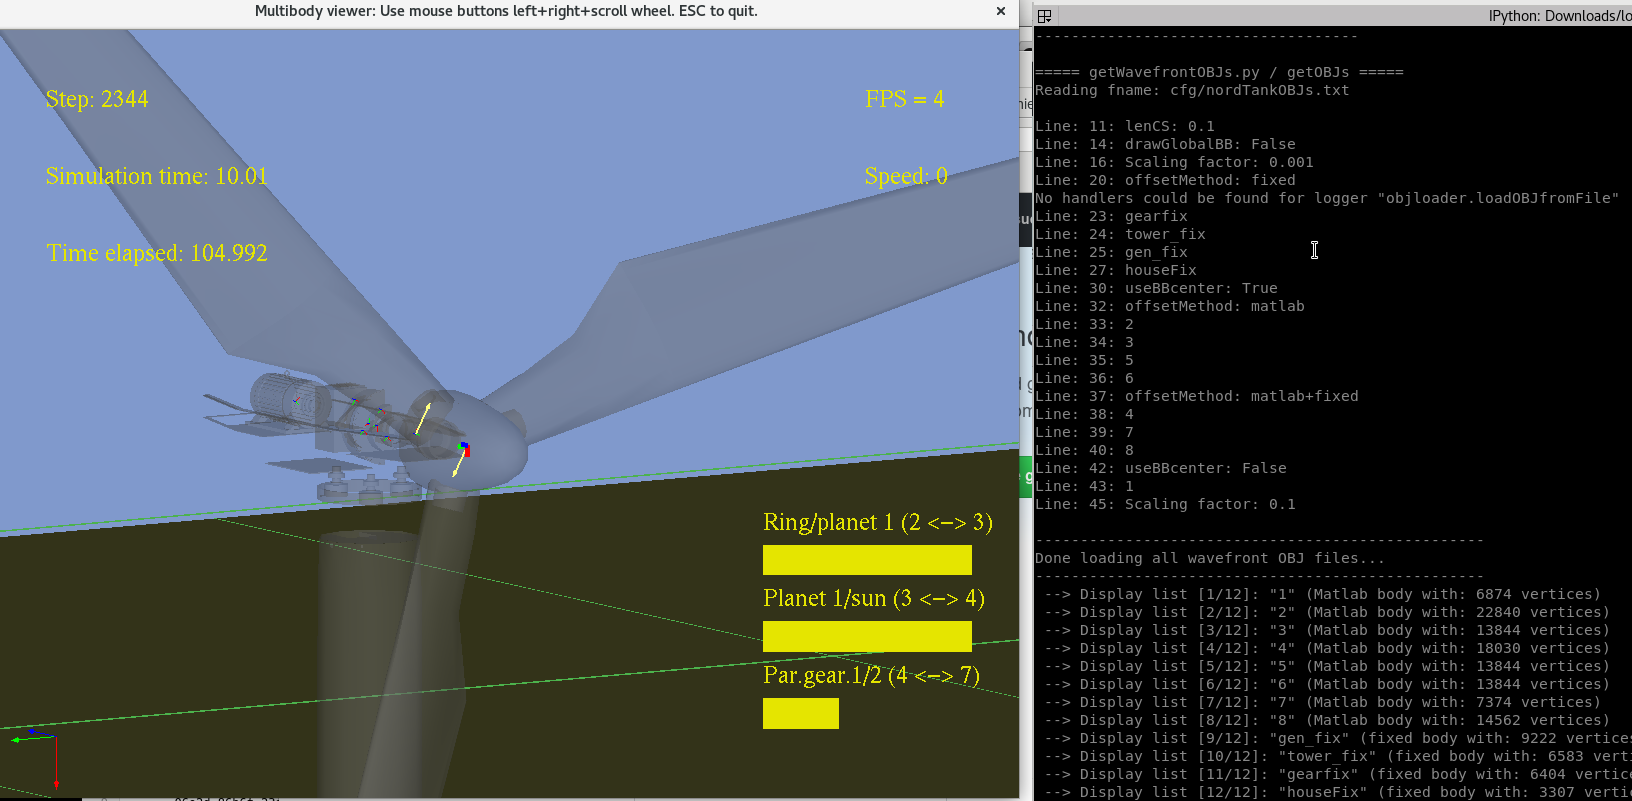 Multibody viewer: Use mouse buttons left+right+scroll wheel. ESC to quit.
Step: 2344
FPS = 4
Simulation time: 10.01
Speed: 0
Time elapsed: 104.992
Ring/planet 1 (2 <-> 3)
Planet 1/sun (3 <-> 4)
Par.gear.1/2 (4 <-> 7)
IPython: Downloads/lo
------------------------------------
===== getWavefrontOBJs.py / getOBJs =====
Reading fname: cfg/nordTankOBJs.txt
Line: 11: lenCS: 0.1
Line: 14: drawGlobalBB: False
Line: 16: Scaling factor: 0.001
Line: 20: offsetMethod: fixed
No handlers could be found for logger "objloader.loadOBJfromFile"
Line: 23: gearfix
Line: 24: tower_fix
Line: 25: gen_fix
Line: 27: houseFix
Line: 30: useBBcenter: True
Line: 32: offsetMethod: matlab
Line: 33: 2
Line: 34: 3
Line: 35: 5
Line: 36: 6
Line: 37: offsetMethod: matlab+fixed
Line: 38: 4
Line: 39: 7
Line: 40: 8
Line: 42: useBBcenter: False
Line: 43: 1
Line: 45: Scaling factor: 0.1
--------------------------------------------------
Done loading all wavefront OBJ files...
--------------------------------------------------
--> Display list [1/12]: "1" (Matlab body with: 6874 vertices)
--> Display list [2/12]: "2" (Matlab body with: 22840 vertices)
--> Display list [3/12]: "3" (Matlab body with: 13844 vertices)
--> Display list [4/12]: "4" (Matlab body with: 18030 vertices)
--> Display list [5/12]: "5" (Matlab body with: 13844 vertices)
--> Display list [6/12]: "6" (Matlab body with: 13844 vertices)
--> Display list [7/12]: "7" (Matlab body with: 7374 vertices)
--> Display list [8/12]: "8" (Matlab body with: 14562 vertices)
--> Display list [9/12]: "gen_fix" (fixed body with: 9222 vertices
--> Display list [10/12]: "tower_fix" (fixed body with: 6583 verti
--> Display list [11/12]: "gearfix" (fixed body with: 6404 vertice
--> Display list [12/12]: "houseFix" (fixed body with: 3307 vertic